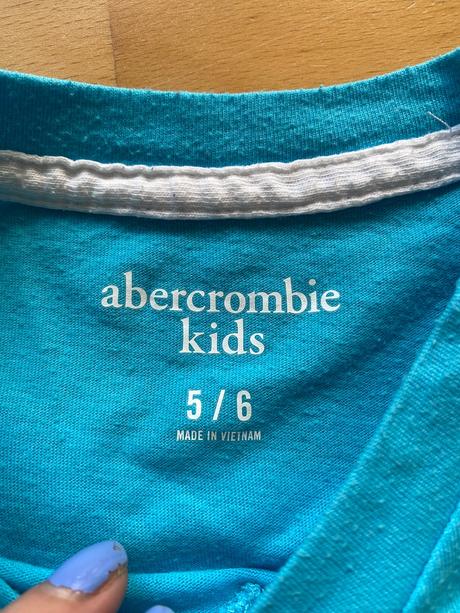 abercrombie
kids
5 / 6
MADE IN VIETNAM